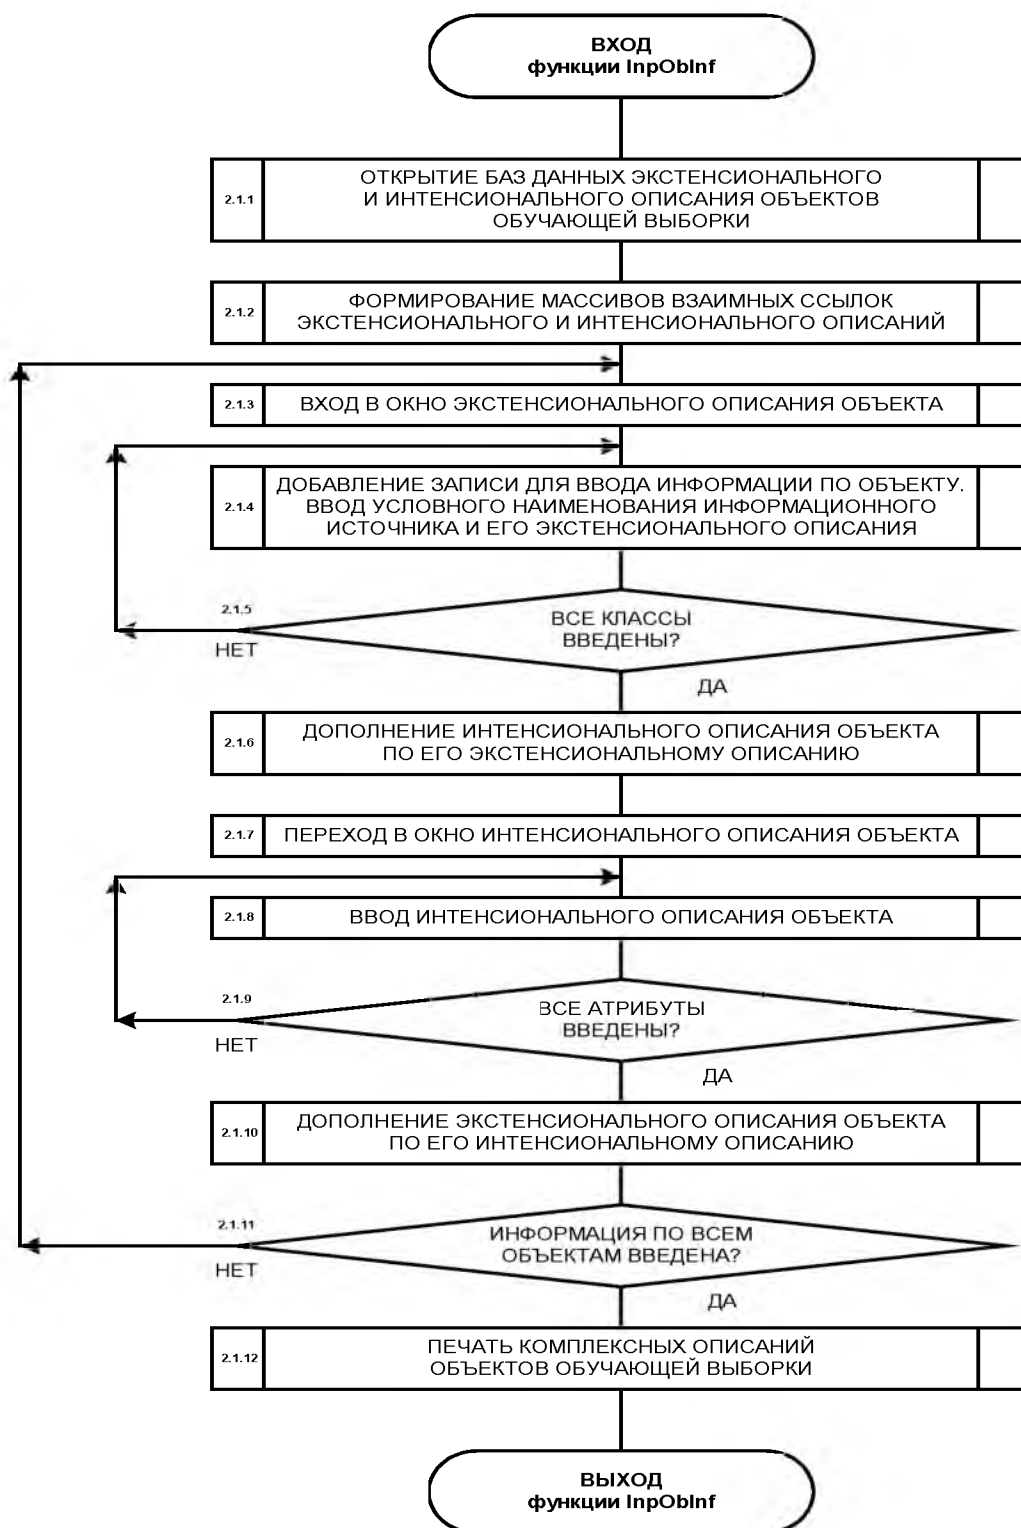 ВХОД
функции InpObInf
2.1.1
ОТКРЫТИЕ БАЗ ДАННЫХ ЭКСТЕНСИОНАЛЬНОГО
И ИНТЕНСИОНАЛЬНОГО ОПИСАНИЯ ОБЪЕКТОВ
ОБУЧАЮЩЕЙ ВЫБОРКИ
2.1.2
ФОРМИРОВАНИЕ МАССИВОВ ВЗАИМНЫХ ССЫЛОК
ЭКСТЕНСИОНАЛЬНОГО И ИНТЕНСИОНАЛЬНОГО ОПИСАНИЙ
2.1.3
ВХОД В ОКНО ЭКСТЕНСИОНАЛЬНОГО ОПИСАНИЯ ОБЪЕКТА
2.1.4
ДОБАВЛЕНИЕ ЗАПИСИ ДЛЯ ВВОДА ИНФОРМАЦИИ ПО ОБЪЕКТУ.
ВВОД УСЛОВНОГО НАИМЕНОВАНИЯ ИНФОРМАЦИОННОГО
ИСТОЧНИКА И ЕГО ЭКСТЕНСИОНАЛЬНОГО ОПИСАНИЯ
2.1.5
ВСЕ КЛАССЫ
ВВЕДЕНЫ?
НЕТ
ДА
2.1.6
ДОПОЛНЕНИЕ ИНТЕНСИОНАЛЬНОГО ОПИСАНИЯ ОБЪЕКТА
ПО ЕГО ЭКСТЕНСИОНАЛЬНОМУ ОПИСАНИЮ
2.1.7
ПЕРЕХОД В ОКНО ИНТЕНСИОНАЛЬНОГО ОПИСАНИЯ ОБЪЕКТА
2.1.8
ВВОД ИНТЕНСИОНАЛЬНОГО ОПИСАНИЯ ОБЪЕКТА
2.1.9
ВСЕ АТРИБУТЫ
ВВЕДЕНЫ?
НЕТ
ДА
2.1.10
ДОПОЛНЕНИЕ ЭКСТЕНСИОНАЛЬНОГО ОПИСАНИЯ ОБЪЕКТА
ПО ЕГО ИНТЕНСИОНАЛЬНОМУ ОПИСАНИЮ
2.1.11
ИНФОРМАЦИЯ ПО ВСЕМ
ОБЪЕКТАМ ВВЕДЕНА?
НЕТ
ДА
2.1.12
ПЕЧАТЬ КОМПЛЕКСНЫХ ОПИСАНИЙ
ОБЪЕКТОВ ОБУЧАЮЩЕЙ ВЫБОРКИ
ВЫХОД
функции InpObInf